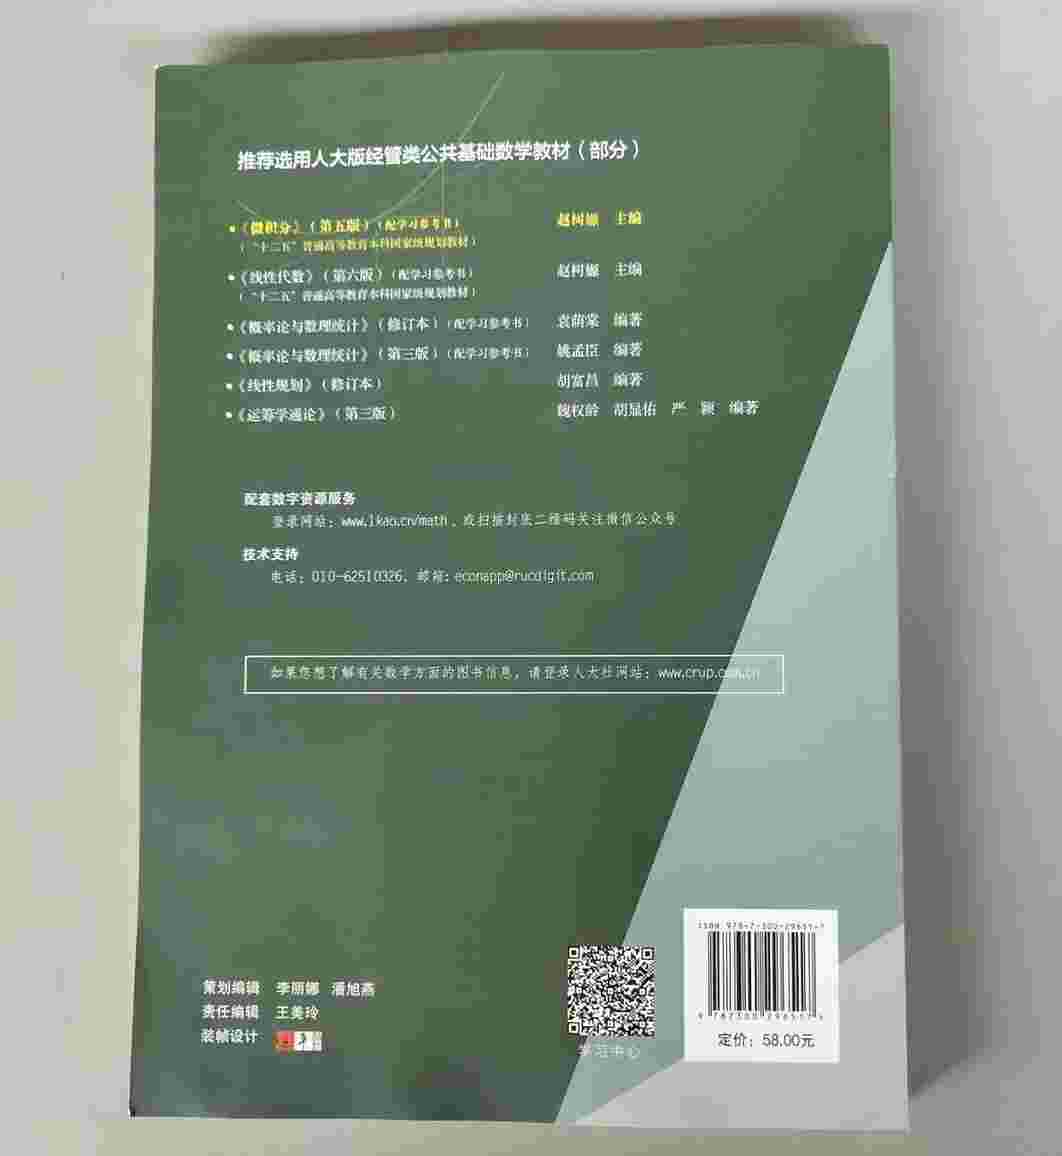 推荐选用人大版经管类公共基础数学教材（部分）
•《微积分》（第五版）（配学习参考书） 赵树嫄 主编
（“十二五”普通高等教育本科国家级规划教材）
•《线性代数》（第六版）（配学习参考书） 赵树嫄 主编
（“十二五”普通高等教育本科国家级规划教材）
•《概率论与数理统计》（修订本）（配学习参考书） 袁荫棠 编著
•《概率论与数理统计》（第三版）（配学习参考书） 姚孟臣 编著
•《线性规划》（修订本） 胡富昌 编著
•《运筹学通论》（第三版） 魏权龄 胡显佑 严颖 编著
配套数字资源服务
登录网站：www.1kao.cn/math，或扫描封底二维码关注微信公众号
技术支持
电话：010-62510326，邮箱：econapp@rucdigit.com
如果您想了解有关数学方面的图书信息，请登录人大社网站：www.crup.com.cn
策划编辑 李丽娜 潘旭燕
责任编辑 王美玲
装帧设计
学习中心
ISBN 978-7-300-29651-7
定价：58.00元